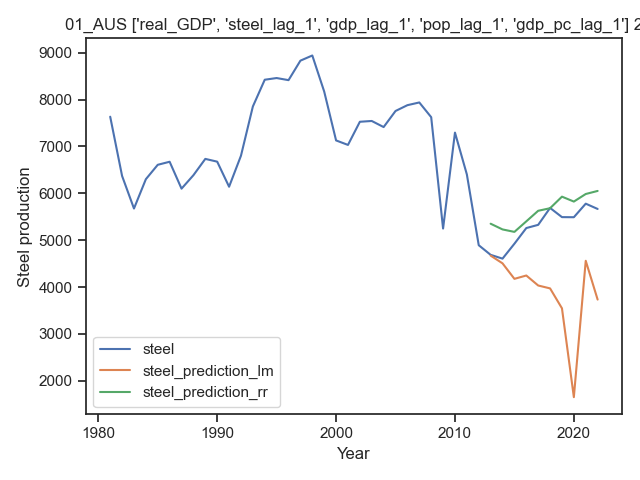 01_AUS ['real_GDP', 'steel_lag_1', 'gdp_lag_1', 'pop_lag_1', 'gdp_pc_lag_1'] 2
9000
8000
7000
6000
5000
4000
3000
2000
Steel production
steel
steel_prediction_lm
steel_prediction_rr
1980 1990 2000 2010 2020
Year